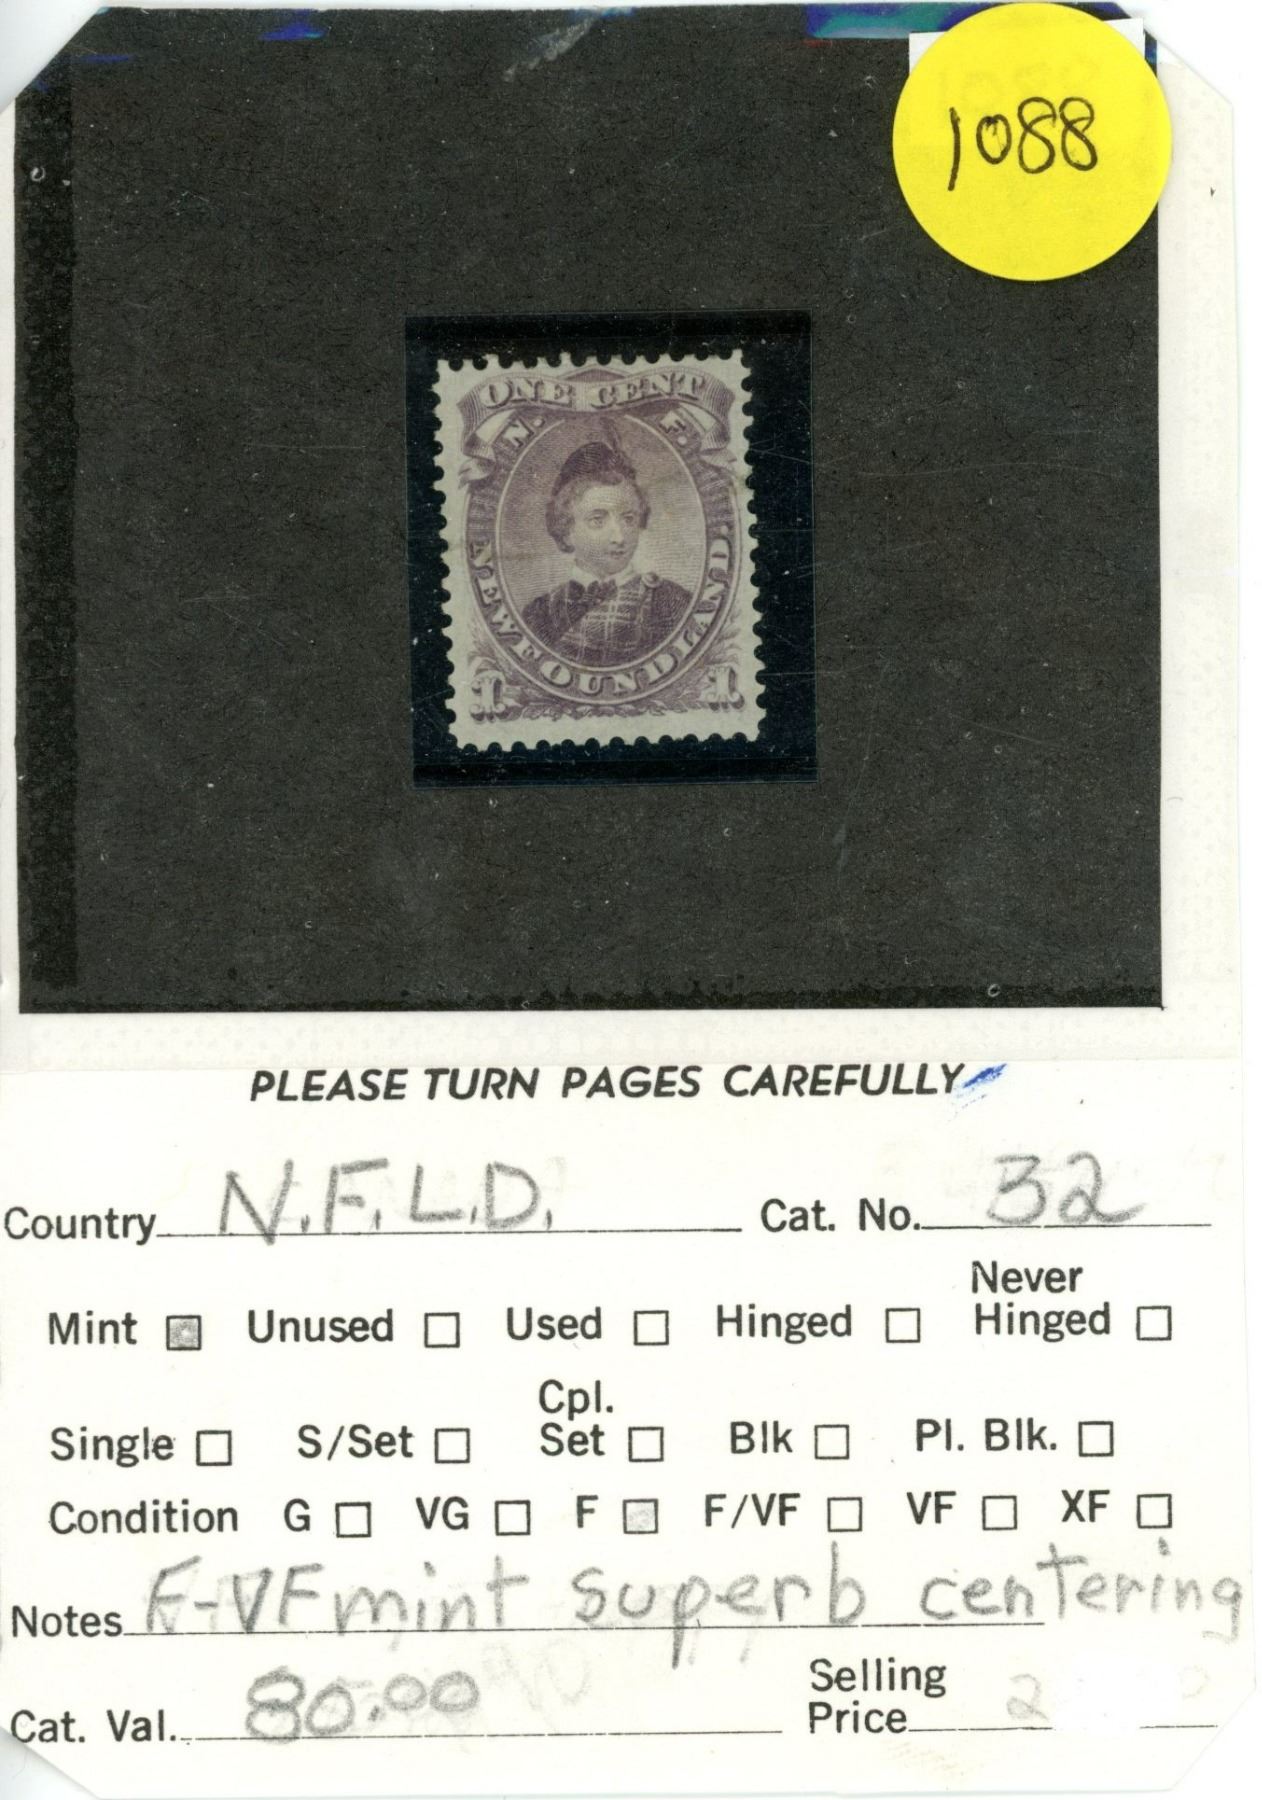 1088
ONE CENT
N. F.
NEWFOUNDLAND
1 1
PLEASE TURN PAGES CAREFULLY
Country N.F.L.D. Cat. No. 32
Mint Unused Used Hinged Never Hinged
Single S/Set Cpl. Set Blk Pl. Blk.
Condition G VG F F/VF VF XF
Notes F-VF mint superb centering
Cat. Val. 80.00 Selling Price